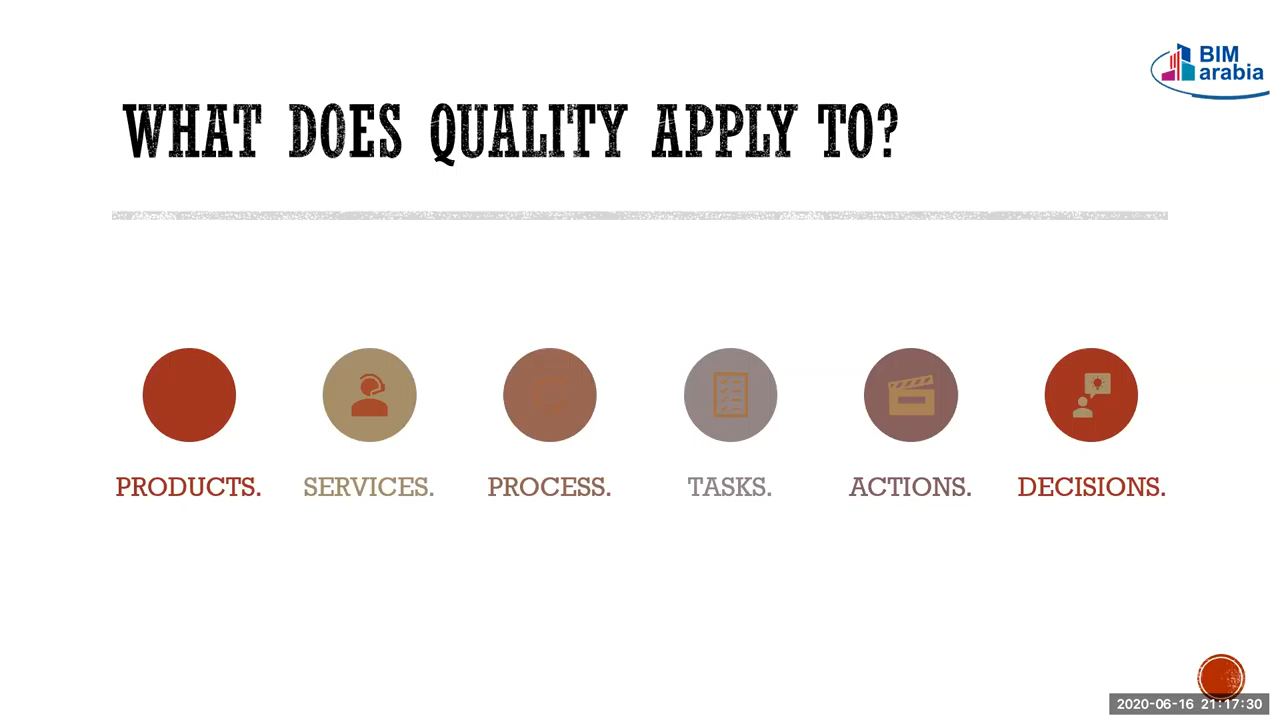 BIM
arabia
WHAT DOES QUALITY APPLY TO?
PRODUCTS. SERVICES. PROCESS. TASKS. ACTIONS. DECISIONS.
2020-06-16 21:17:30